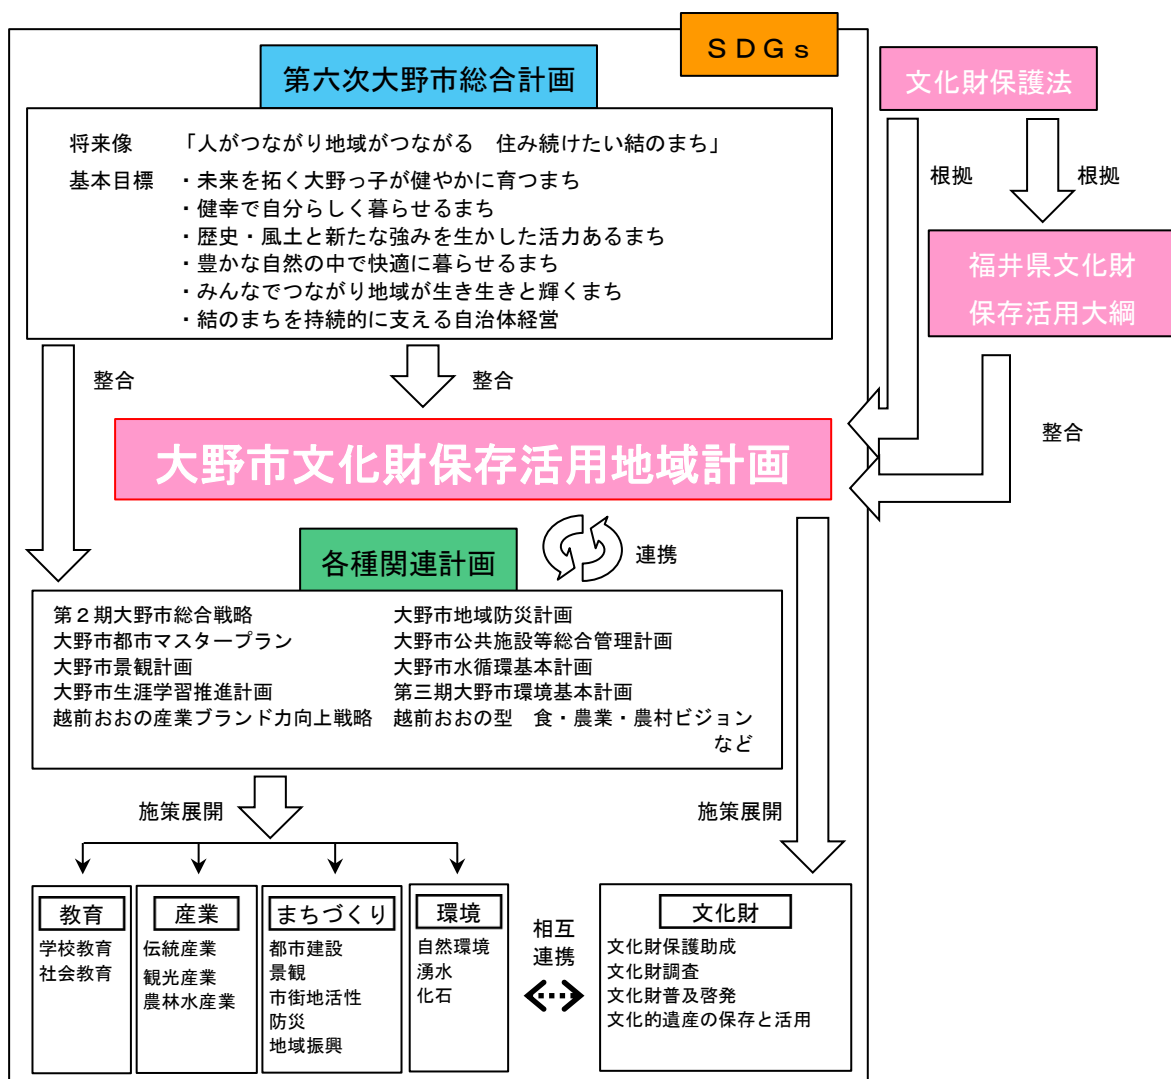 SDGs
第六次大野市総合計画
文化財保護法
将来像 「人がつながり地域がつながる 住み続けたい結のまち」
基本目標 ・未来を拓く大野っ子が健やかに育つまち
・健幸で自分らしく暮らせるまち
・歴史・風土と新たな強みを生かした活力あるまち
・豊かな自然の中で快適に暮らせるまち
・みんなでつながり地域が生き生きと輝くまち
・結のまちを持続的に支える自治体経営
根拠
根拠
福井県文化財
保存活用大綱
整合
整合
整合
大野市文化財保存活用地域計画
連携
各種関連計画
第2期大野市総合戦略
大野市都市マスタープラン
大野市景観計画
大野市生涯学習推進計画
越前おおの産業ブランド力向上戦略
大野市地域防災計画
大野市公共施設等総合管理計画
大野市水循環基本計画
第三期大野市環境基本計画
越前おおの型 食・農業・農村ビジョン
など
施策展開
施策展開
教育
学校教育
社会教育
産業
伝統産業
観光産業
農林水産業
まちづくり
都市建設
景観
市街地活性
防災
地域振興
環境
自然環境
湧水
化石
相互
連携
文化財
文化財保護助成
文化財調査
文化財普及啓発
文化的遺産の保存と活用